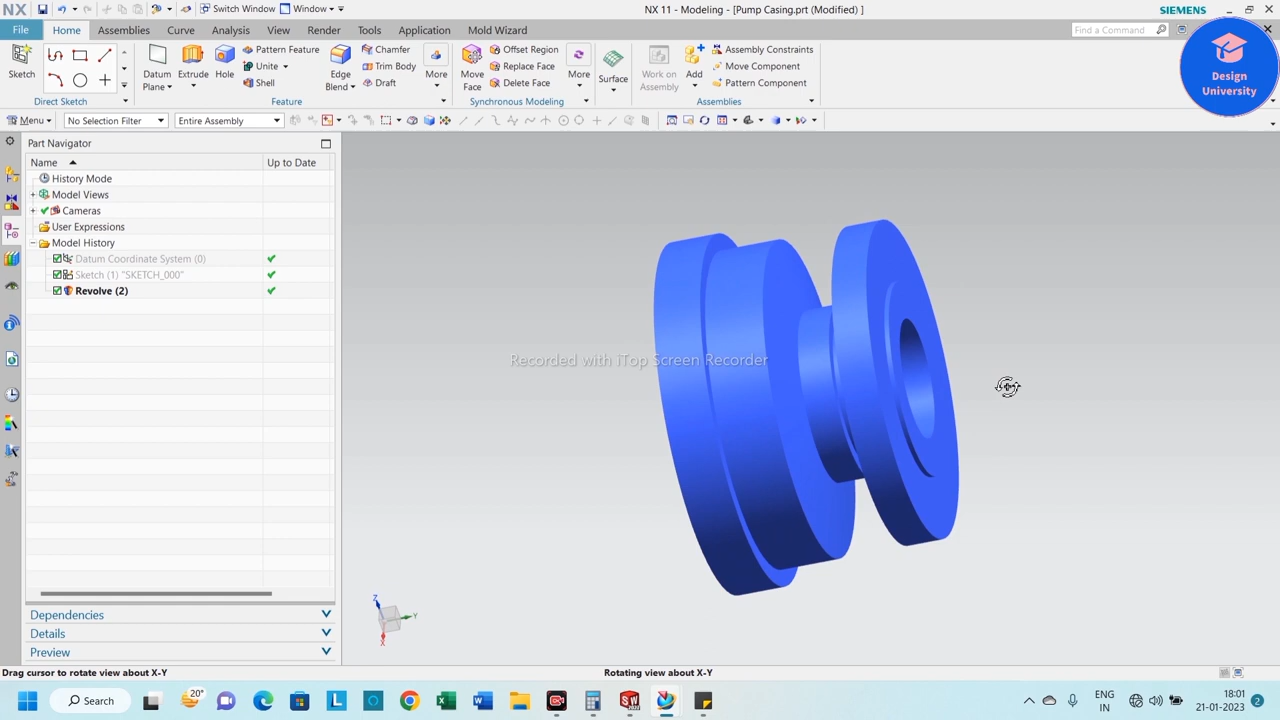 NX
Switch Window
Window
NX 11 - Modeling - [Pump Casing.prt (Modified) ]
SIEMENS
File
Home
Assemblies
Curve
Analysis
View
Render
Tools
Application
Mold Wizard
Find a Command
Sketch
Direct Sketch
Datum Plane
Extrude
Hole
Pattern Feature
Unite
Shell
Edge Blend
Chamfer
Trim Body
Draft
More
Feature
Move Face
Offset Region
Replace Face
Delete Face
More
Synchronous Modeling
Surface
Work on Assembly
Add
Assembly Constraints
Move Component
Pattern Component
Assemblies
Design
University
Menu
No Selection Filter
Entire Assembly
Part Navigator
Name
Up to Date
History Mode
Model Views
Cameras
User Expressions
Model History
Datum Coordinate System (0)
Sketch (1) "SKETCH_000"
Revolve (2)
Recorded with iTop Screen Recorder
Z
Y
X
Dependencies
Details
Preview
Drag cursor to rotate view about X-Y
Rotating view about X-Y
Search
20°
ENG
IN
18:01
21-01-2023
2